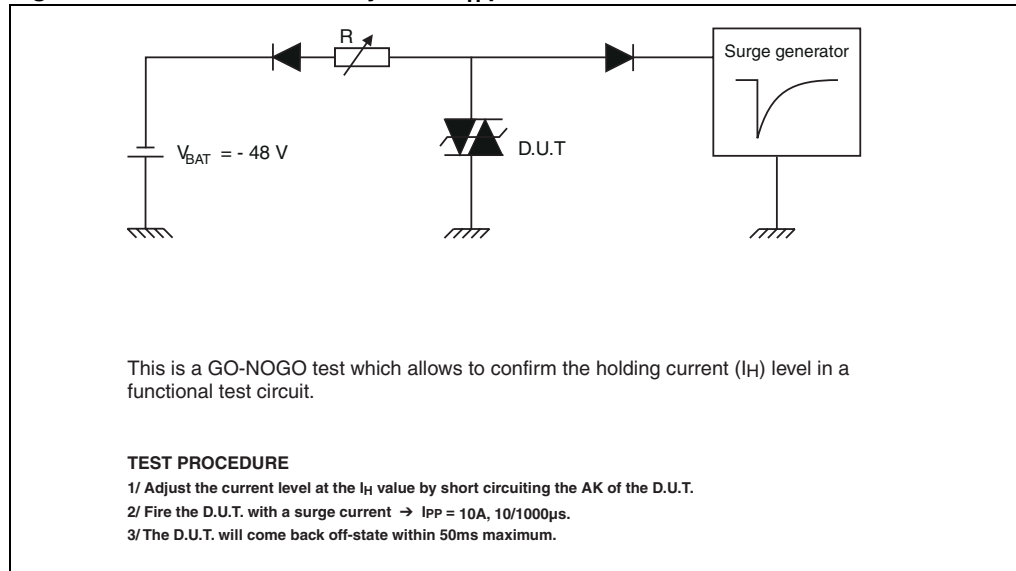 R
Surge generator
V_BAT = - 48 V
D.U.T
This is a GO-NOGO test which allows to confirm the holding current (I_H) level in a
functional test circuit.
TEST PROCEDURE
1/ Adjust the current level at the I_H value by short circuiting the AK of the D.U.T.
2/ Fire the D.U.T. with a surge current → I_PP = 10A, 10/1000µs.
3/ The D.U.T. will come back off-state within 50ms maximum.